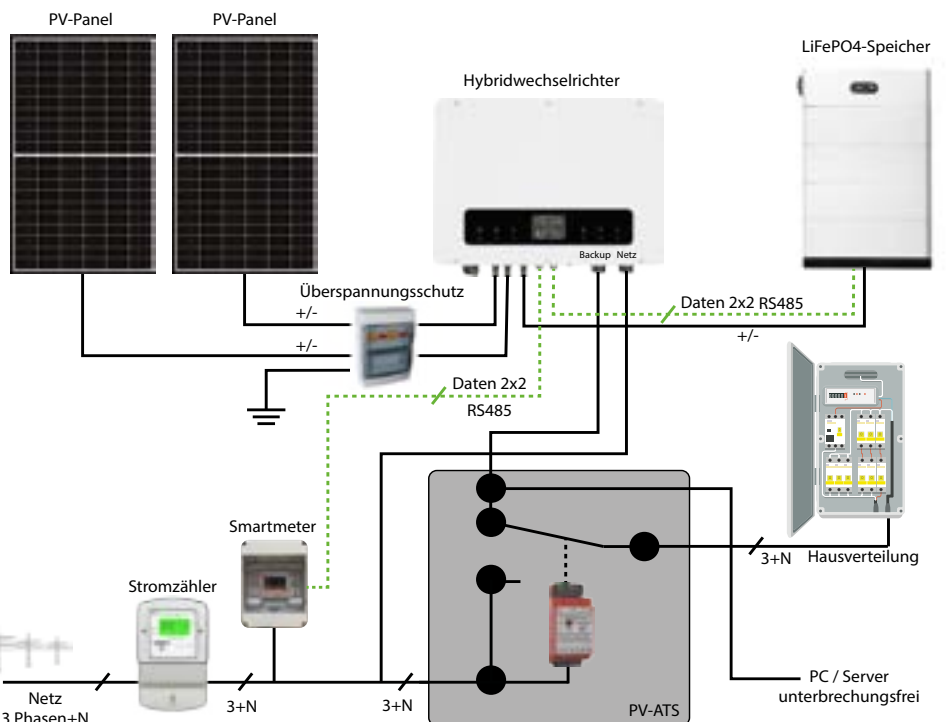 PV-Panel
PV-Panel
LiFePO4-Speicher
Hybridwechselrichter
Backup Netz
Überspannungsschutz
+/-
Daten 2x2 RS485
+/-
+/-
Daten 2x2
RS485
Smartmeter
3+N
Hausverteilung
Stromzähler
PC / Server
unterbrechungsfrei
Netz
3 Phasen+N
3+N
3+N
PV-ATS